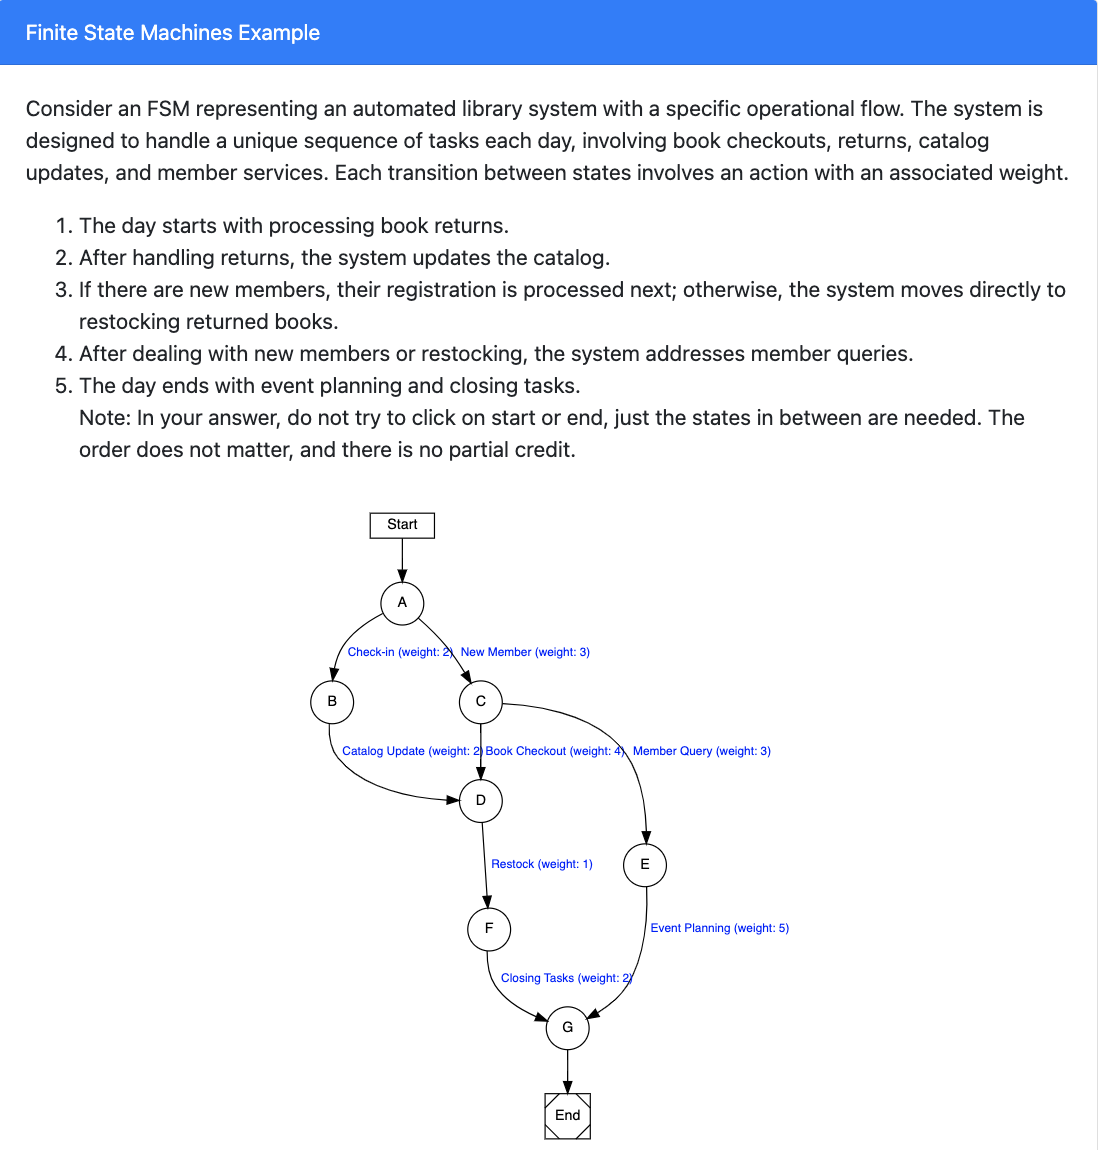 Finite State Machines Example
Consider an FSM representing an automated library system with a specific operational flow. The system is
designed to handle a unique sequence of tasks each day, involving book checkouts, returns, catalog
updates, and member services. Each transition between states involves an action with an associated weight.
1. The day starts with processing book returns.
2. After handling returns, the system updates the catalog.
3. If there are new members, their registration is processed next; otherwise, the system moves directly to
restocking returned books.
4. After dealing with new members or restocking, the system addresses member queries.
5. The day ends with event planning and closing tasks.
Note: In your answer, do not try to click on start or end, just the states in between are needed. The
order does not matter, and there is no partial credit.
Start
A
Check-in (weight: 2) New Member (weight: 3)
B C
Catalog Update (weight: 2) Book Checkout (weight: 4) Member Query (weight: 3)
D
Restock (weight: 1) E
F Event Planning (weight: 5)
Closing Tasks (weight: 2)
G
End